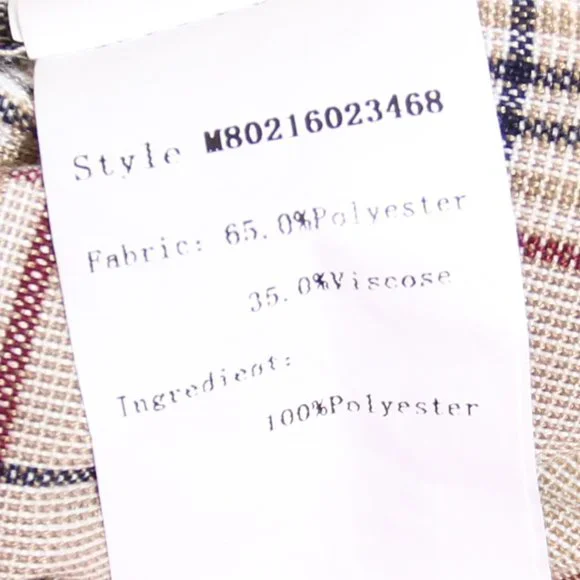 Style M80216023468
Fabric: 65.0%Polyester
35.0%Viscose
Ingredient:
100%Polyester